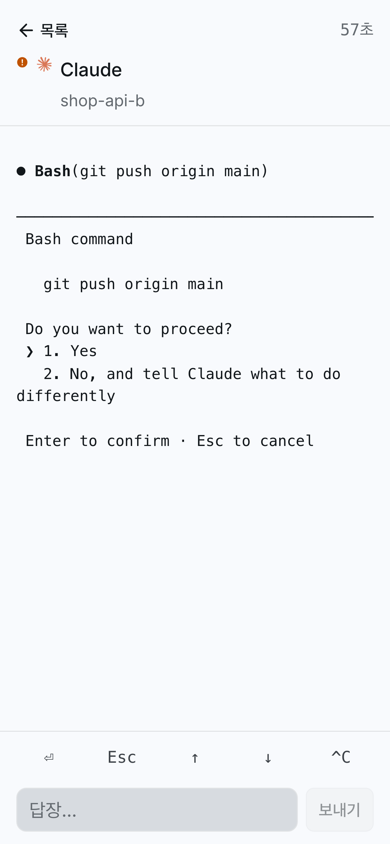 ← 목록 57초
Claude
shop-api-b
● Bash(git push origin main)
Bash command
git push origin main
Do you want to proceed?
❯ 1. Yes
2. No, and tell Claude what to do
differently
Enter to confirm · Esc to cancel
⏎ Esc ↑ ↓ ^C
답장... 보내기